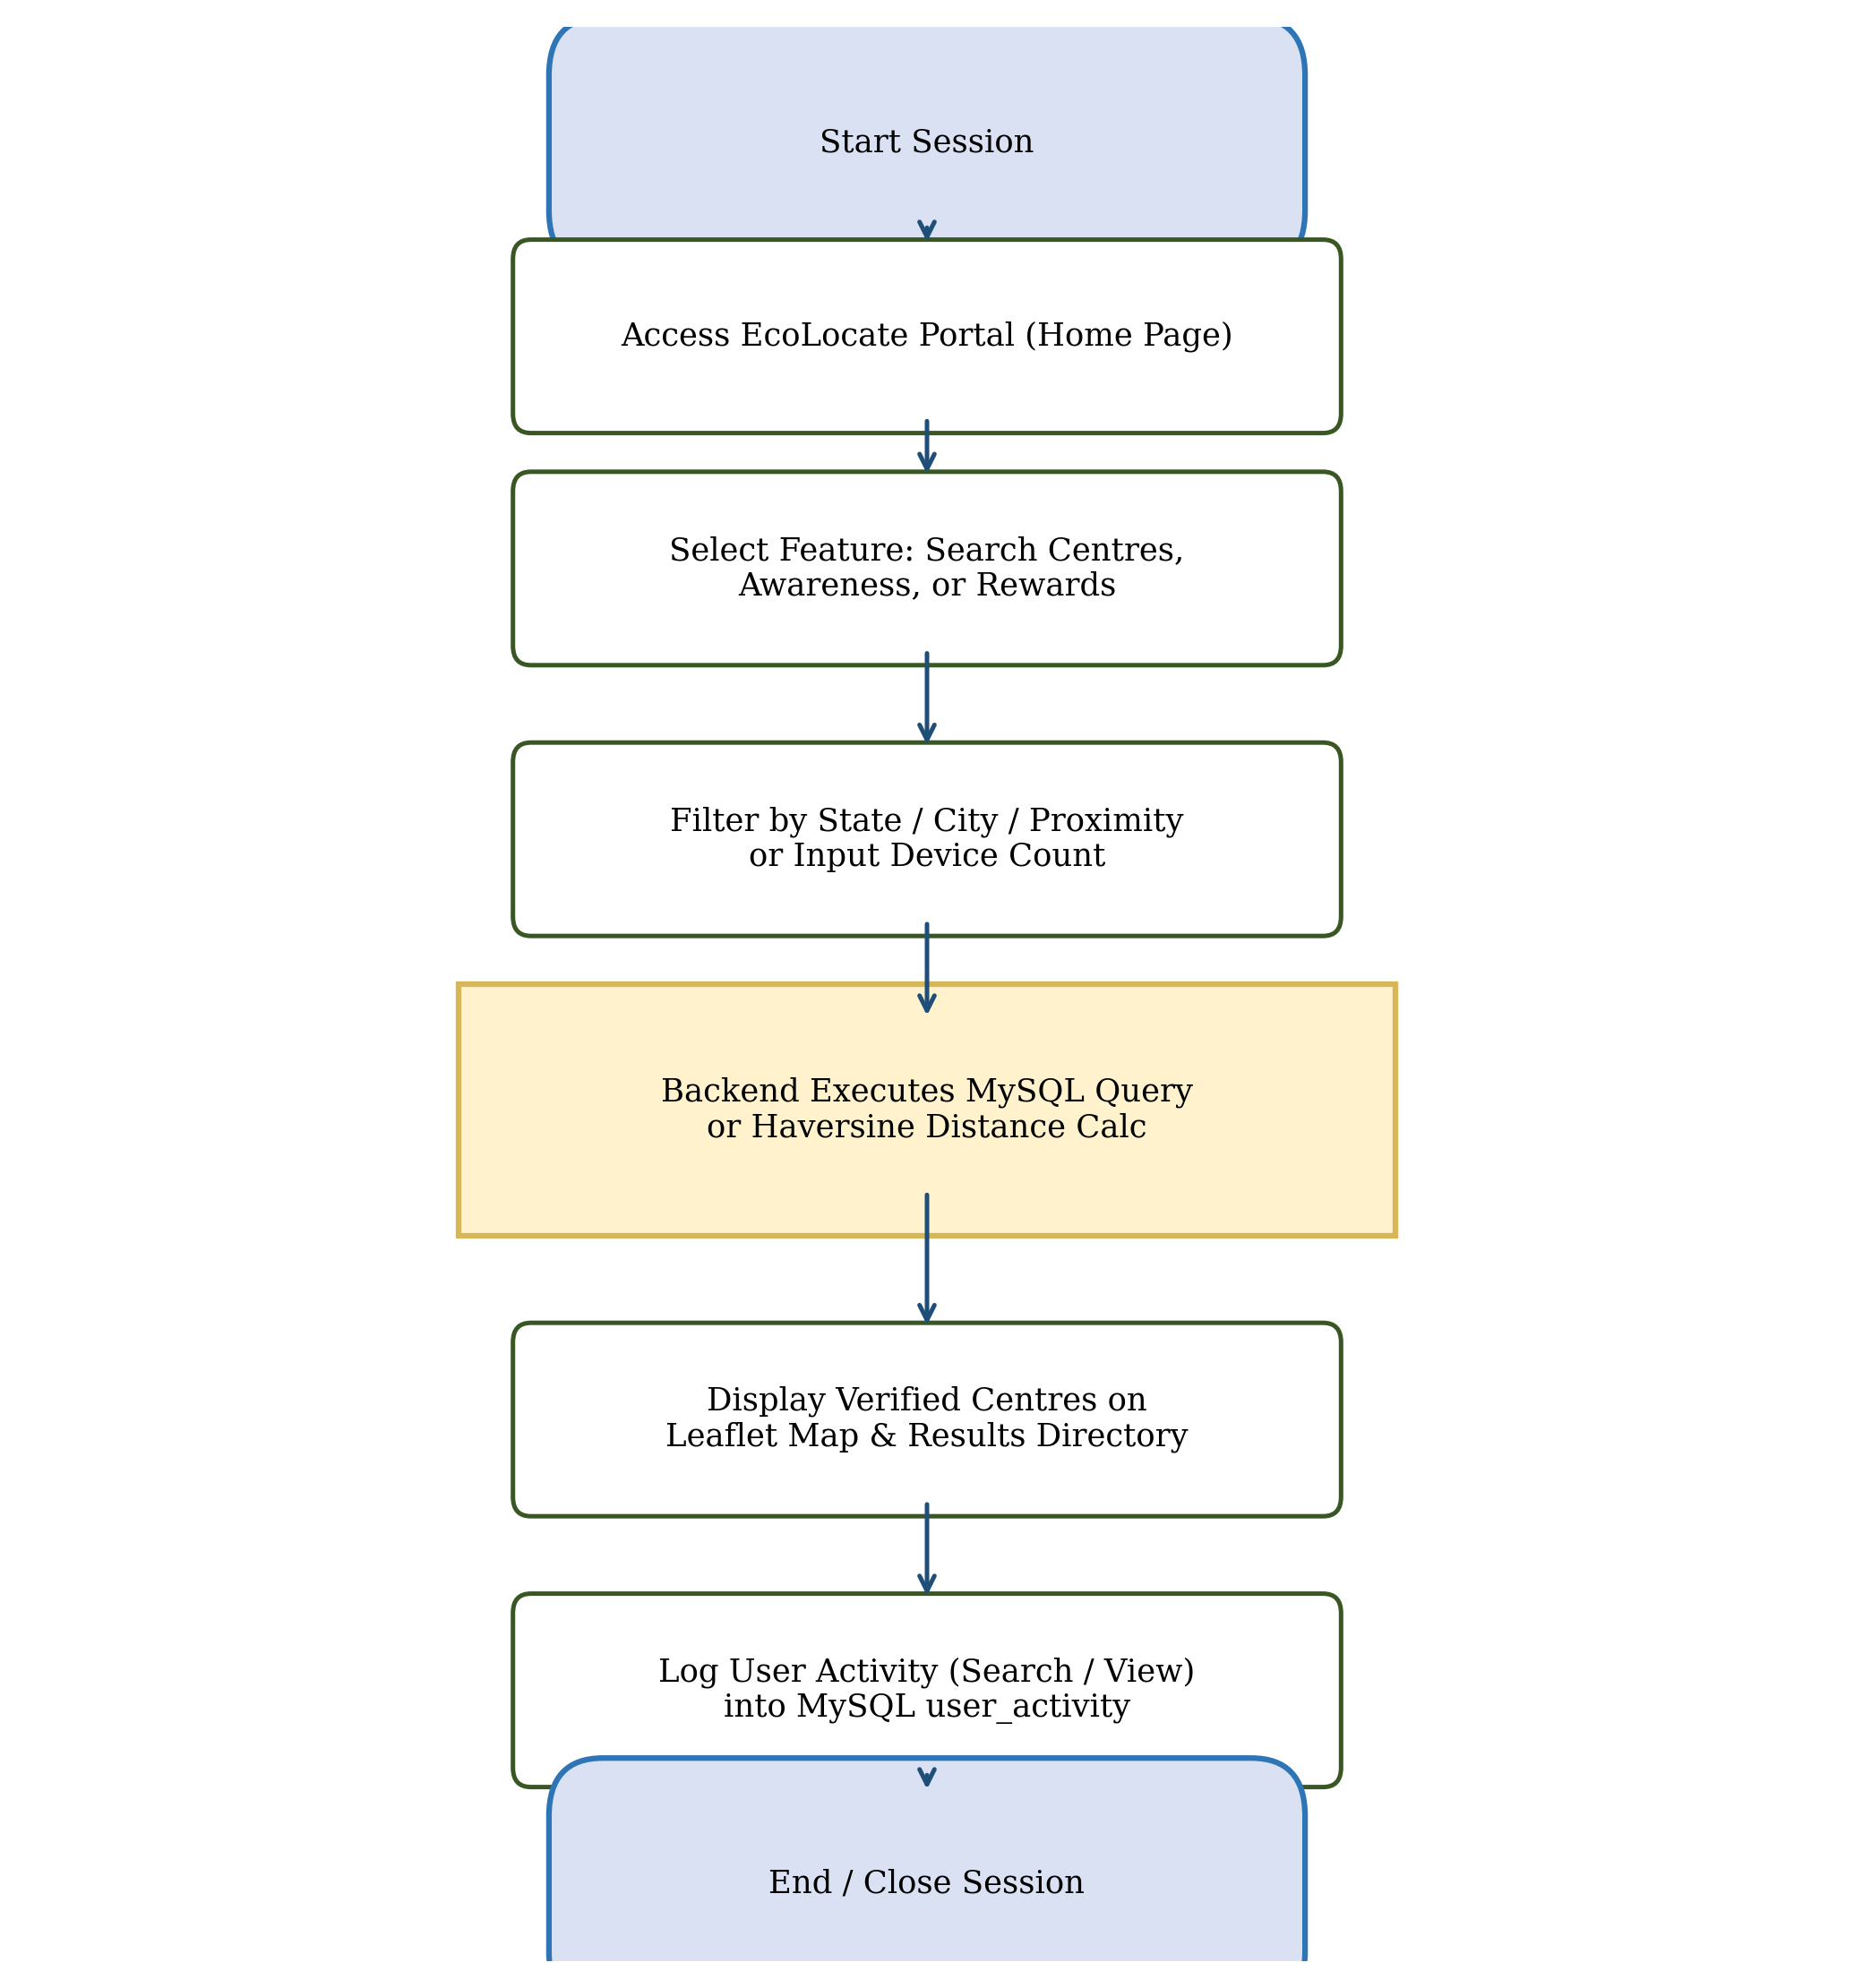 Start Session
Access EcoLocate Portal (Home Page)
Select Feature: Search Centres,
Awareness, or Rewards
Filter by State / City / Proximity
or Input Device Count
Backend Executes MySQL Query
or Haversine Distance Calc
Display Verified Centres on
Leaflet Map & Results Directory
Log User Activity (Search / View)
into MySQL user_activity
End / Close Session